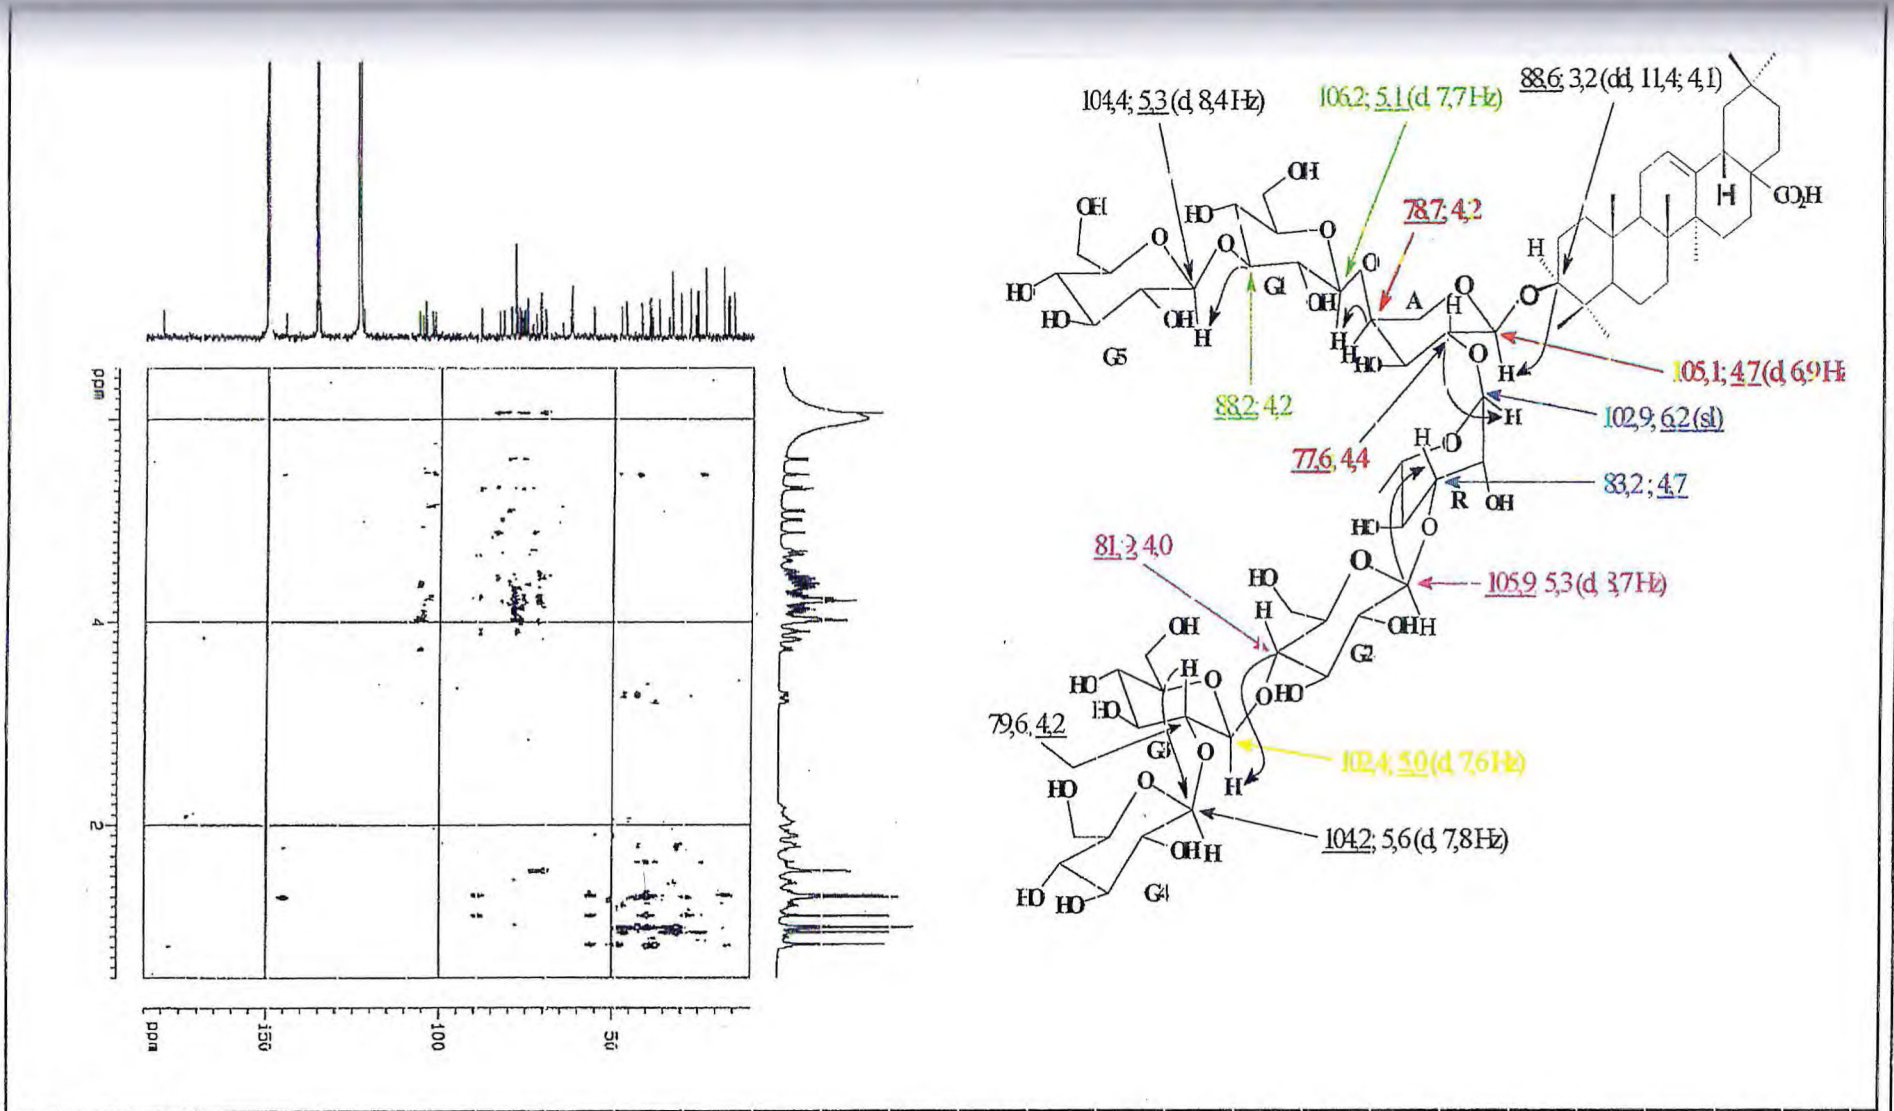 104,4; 5,3 (d, 8,4 Hz)
106,2; 5,1 (d, 7,7 Hz)
88,6; 3,2 (dd, 11,4; 4,1)
OH
OH
HO
O
O
O
O
78,7; 4,2
H
H
CO2H
HO
HO
OH
H
G5
G1
OH
A
O
H
O
H
H
HO
O
H
105,1; 4,7 (d, 6,9 Hz
88,2; 4,2
77,6, 4,4
102,9; 6,2 (sl)
H
H
O
83,2; 4,7
R
OH
HO
O
81, 4,0
HO
O
105,9 5,3 (d, 7 Hz)
H
OH
OH
H
G2
H
HO
O
O
HO
HO
79,6, 4,2
G3
O
102,4; 5,0 (d, 7,6 Hz)
HO
O
H
104,2; 5,6 (d, 7,8 Hz)
OH
H
HO
HO
G4
ppm
4
2
ppm
150
100
50